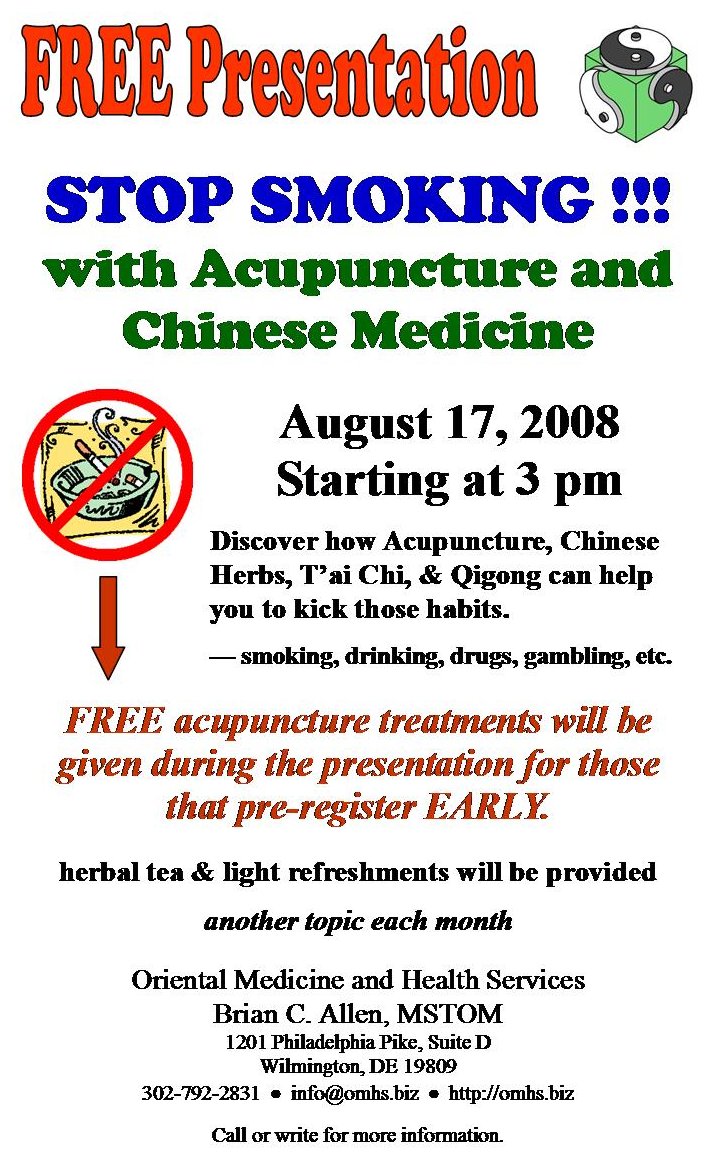 FREE Presentation
STOP SMOKING !!!
with Acupuncture and
Chinese Medicine
August 17, 2008
Starting at 3 pm
Discover how Acupuncture, Chinese
Herbs, T’ai Chi, & Qigong can help
you to kick those habits.
— smoking, drinking, drugs, gambling, etc.
FREE acupuncture treatments will be
given during the presentation for those
that pre-register EARLY.
herbal tea & light refreshments will be provided
another topic each month
Oriental Medicine and Health Services
Brian C. Allen, MSTOM
1201 Philadelphia Pike, Suite D
Wilmington, DE 19809
302-792-2831 ● info@omhs.biz ● http://omhs.biz
Call or write for more information.